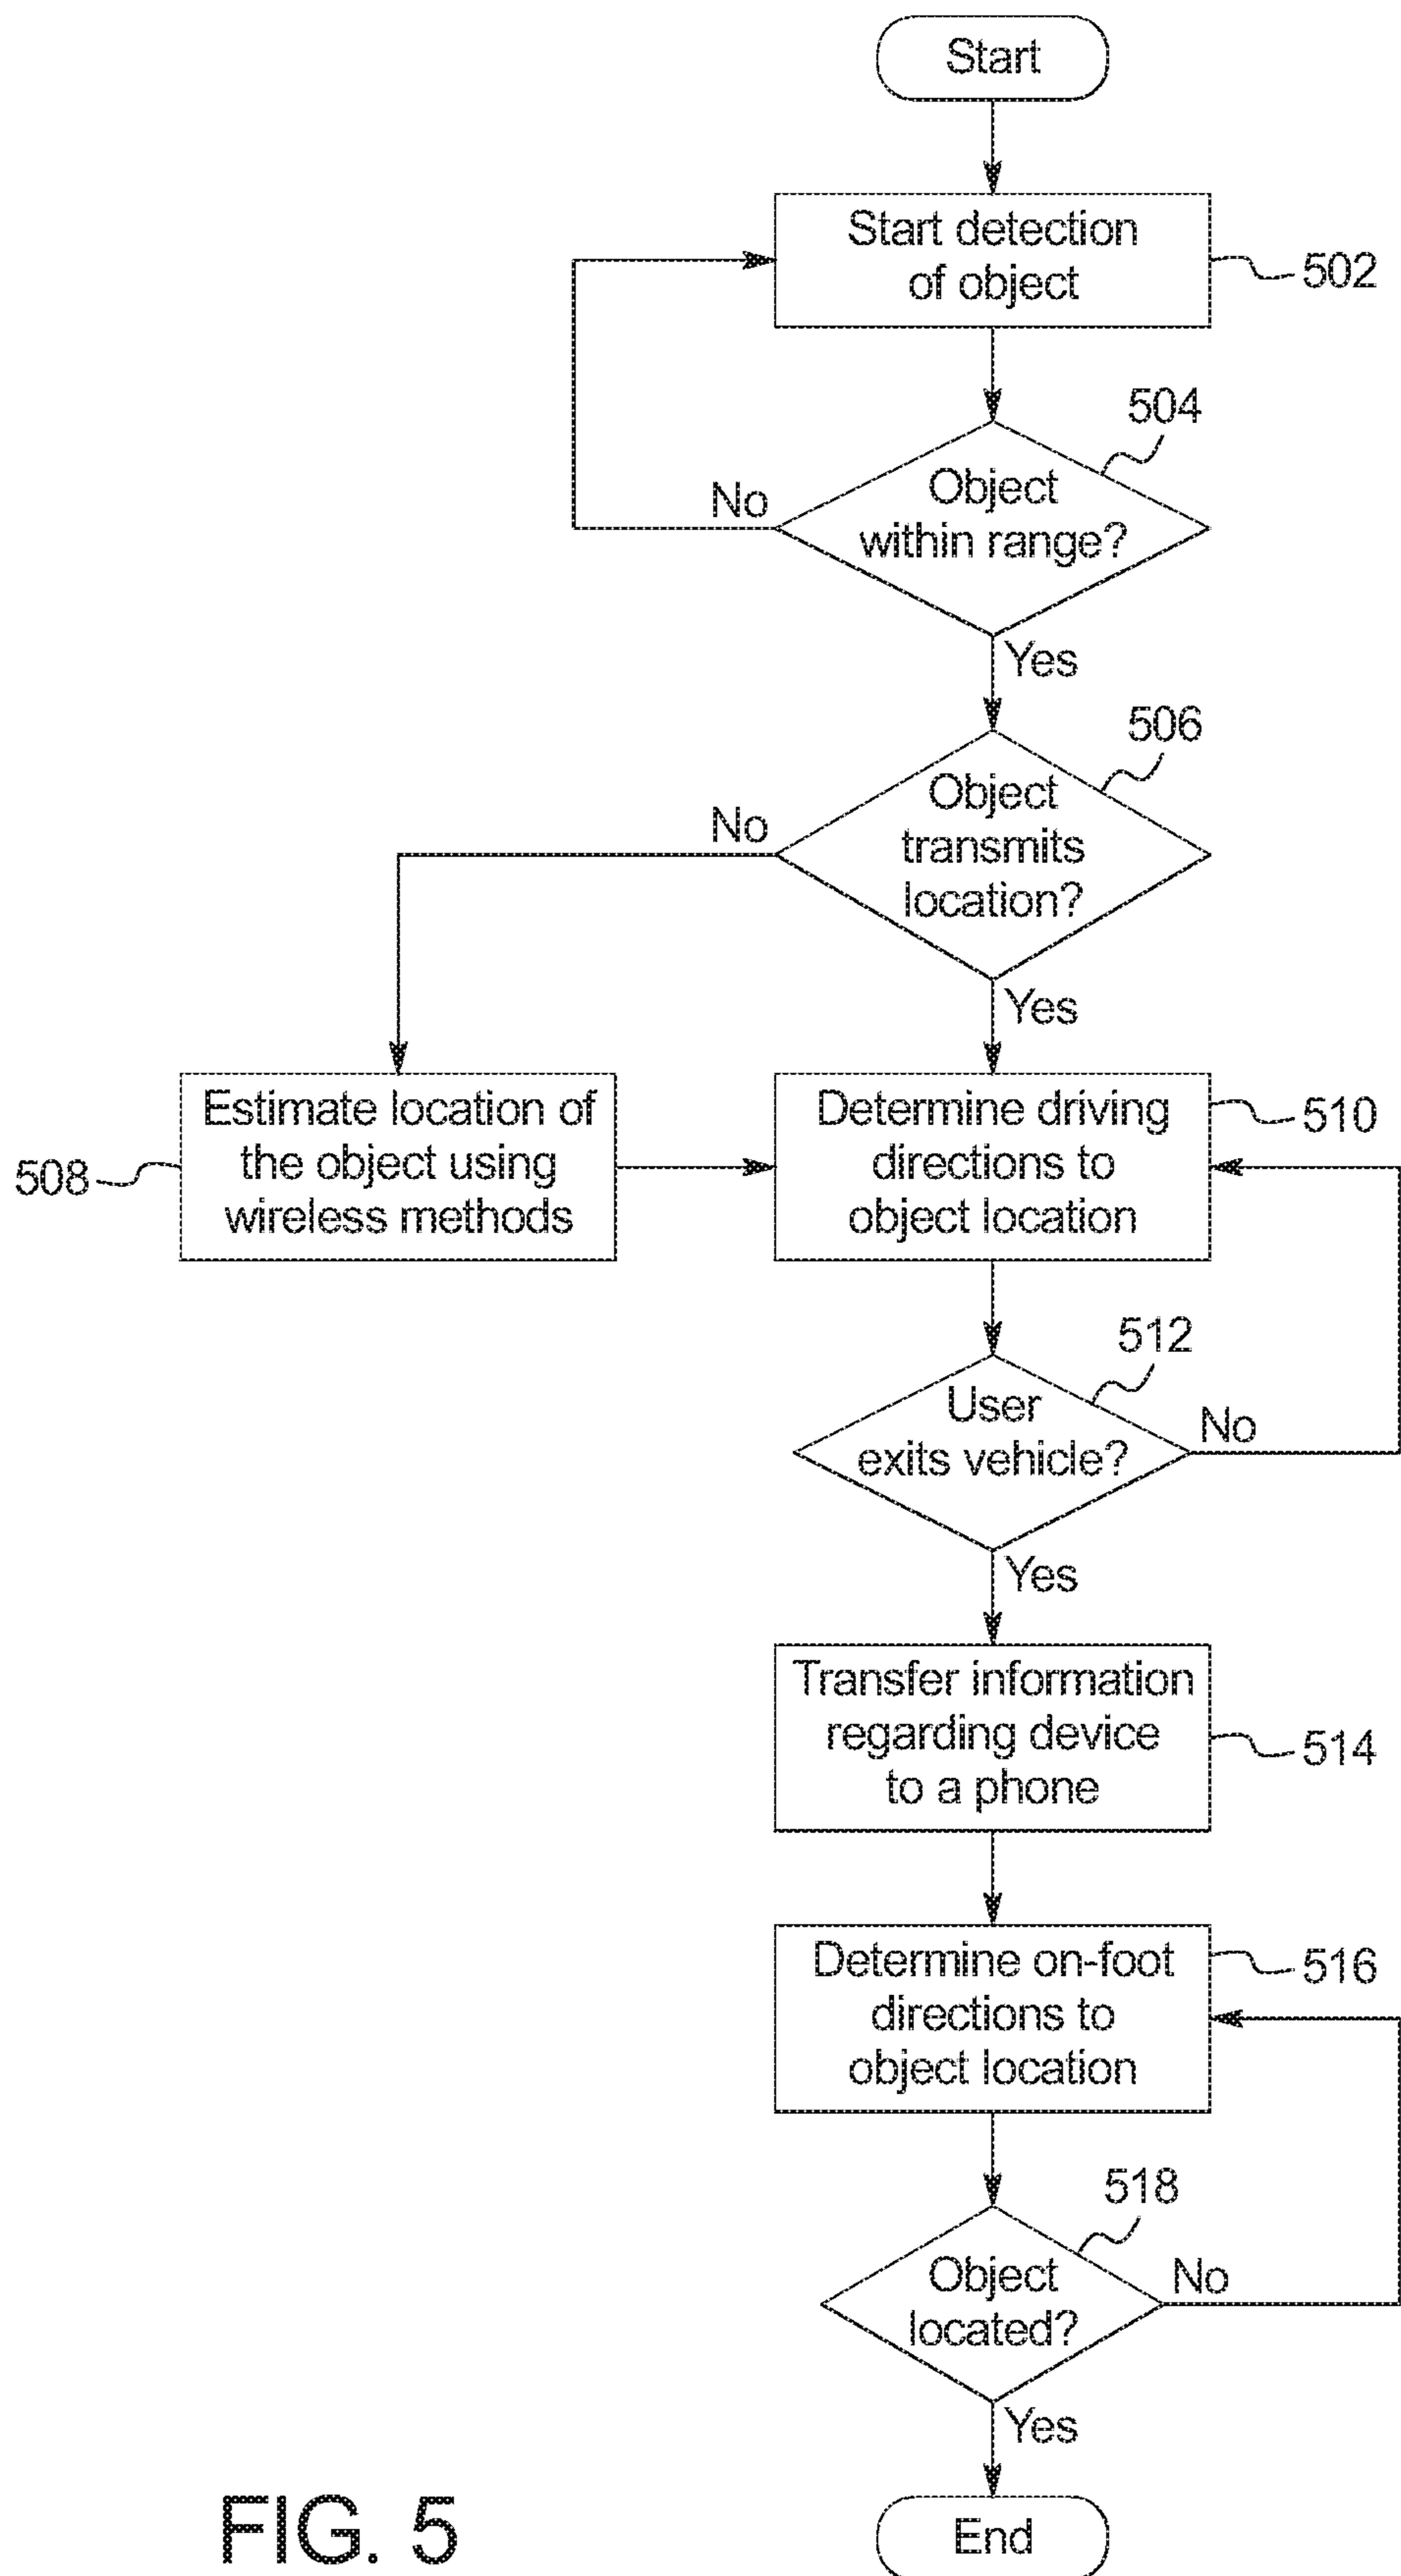 Start
Start detection
of object
502
504
Object
within range?
No
Yes
506
Object
transmits
location?
No
Yes
Estimate location of
the object using
wireless methods
508
Determine driving
directions to
object location
510
512
User
exits vehicle?
No
Yes
Transfer information
regarding device
to a phone
514
Determine on-foot
directions to
object location
516
518
Object
located?
No
Yes
End
FIG. 5